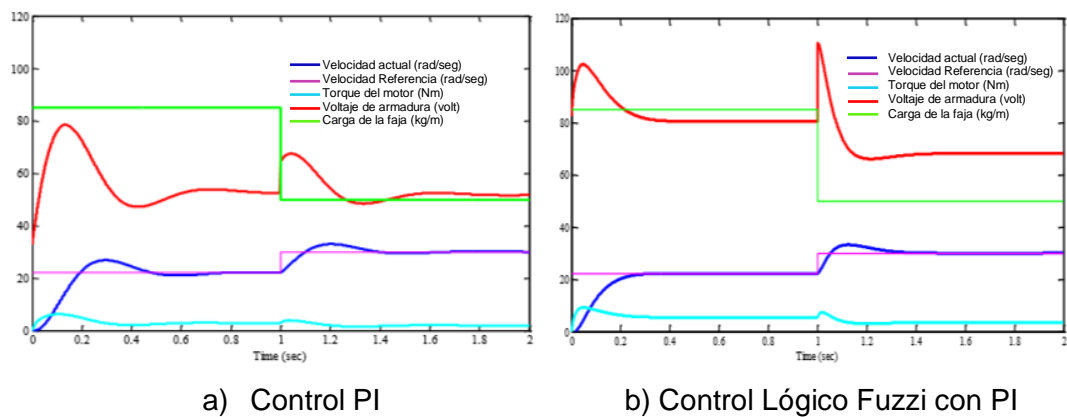 120
100
80
60
40
20
0
Velocidad actual (rad/seg)
Velocidad Referencia (rad/seg)
Torque del motor (Nm)
Voltaje de armadura (volt)
Carga de la faja (kg/m)
0 0.2 0.4 0.6 0.8 1.0 1.2 1.4 1.6 1.8 2
Time (sec)
a) Control PI
120
100
80
60
40
20
0
Velocidad actual (rad/seg)
Velocidad Referencia (rad/seg)
Torque del motor (Nm)
Voltaje de armadura (volt)
Carga de la faja (kg/m)
0 0.2 0.4 0.6 0.8 1.0 1.2 1.4 1.6 1.8 2
Time (sec)
b) Control Lógico Fuzzi con PI